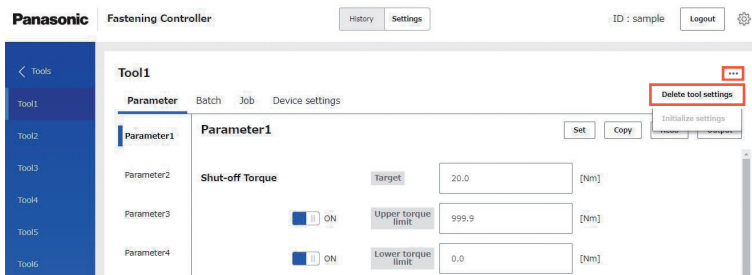 Panasonic Fastening Controller History Settings ID : sample Logout
Tools
Tool1
Delete tool settings
Parameter Batch Job Device settings
Tool1
Initialize settings
Tool2
Parameter1
Parameter1
Set Copy
Tool3
Parameter2
Shut-off Torque Target 20.0 [Nm]
Tool4
Parameter3
ON Upper torque limit 999.9 [Nm]
Tool5
Parameter4
ON Lower torque limit 0.0 [Nm]
Tool6